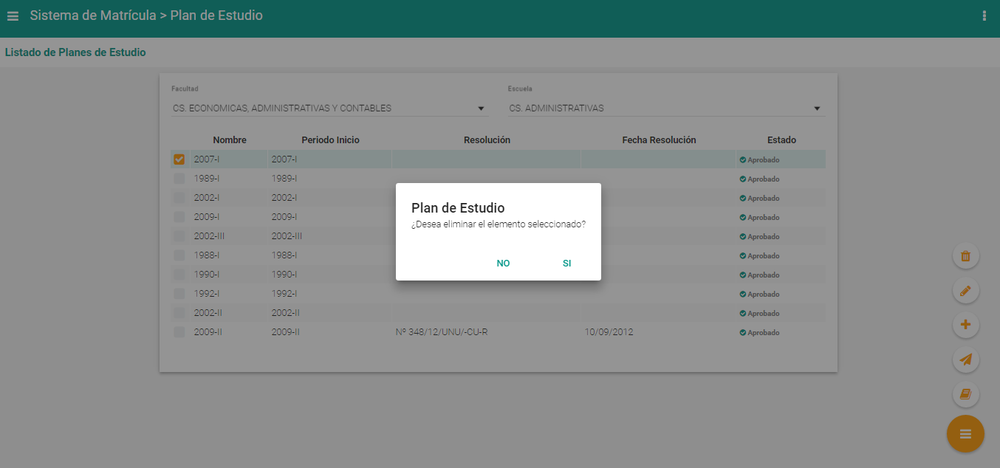 Sistema de Matrícula > Plan de Estudio
Listado de Planes de Estudio
Facultad Escuela
CS. ECONOMICAS, ADMINISTRATIVAS Y CONTABLES CS. ADMINISTRATIVAS
Nombre Periodo Inicio Resolución Fecha Resolución Estado
2007-I 2007-I Aprobado
1989-I 1989-I Aprobado
2002-I 2002-I Aprobado
2009-I 2009-I Aprobado
2002-III 2002-III Aprobado
1988-I 1988-I Aprobado
1990-I 1990-I Aprobado
1992-I 1992-I Aprobado
2002-II 2002-II Aprobado
2009-II 2009-II Nº 348/12/UNU/-CU-R 10/09/2012 Aprobado
Plan de Estudio
¿Desea eliminar el elemento seleccionado?
NO SI